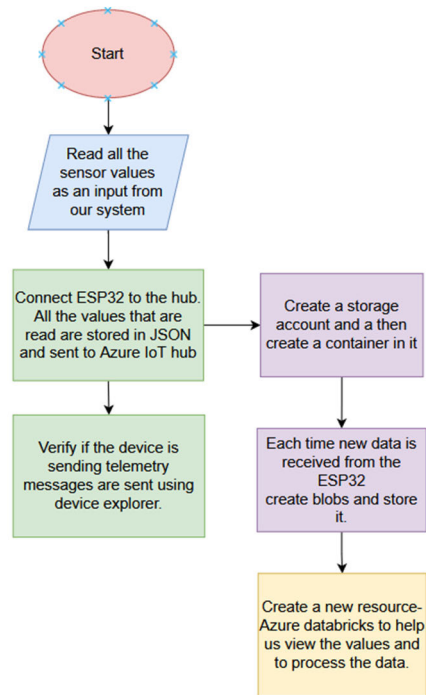 Start
Read all the
sensor values
as an input from
our system
Connect ESP32 to the hub.
All the values that are
read are stored in JSON
and sent to Azure IoT hub
Create a storage
account and a then
create a container in it
Verify if the device is
sending telemetry
messages are sent using
device explorer.
Each time new data is
received from the
ESP32
create blobs and store
it.
Create a new resource-
Azure databricks to help
us view the values and
to process the data.